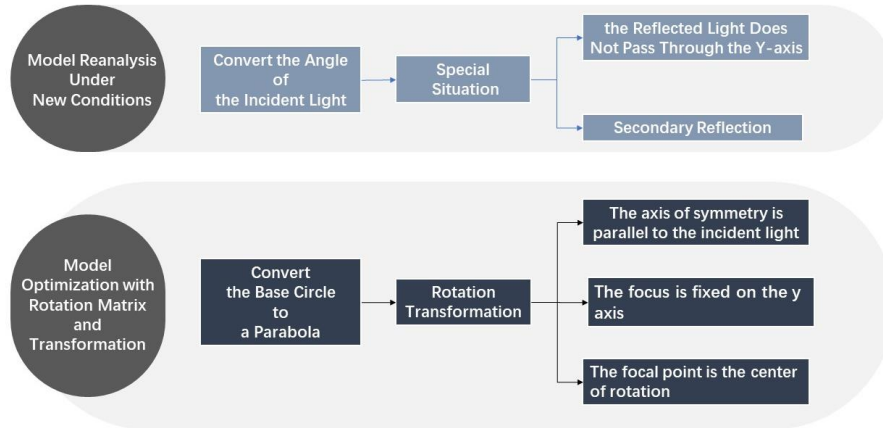 Model Reanalysis
Under
New Conditions
Convert the Angle
of
the Incident Light
Special
Situation
the Reflected Light Does
Not Pass Through the Y-axis
Secondary Reflection
Model
Optimization with
Rotation Matrix
and
Transformation
Convert
the Base Circle
to
a Parabola
Rotation
Transformation
The axis of symmetry is
parallel to the incident light
The focus is fixed on the y
axis
The focal point is the center
of rotation